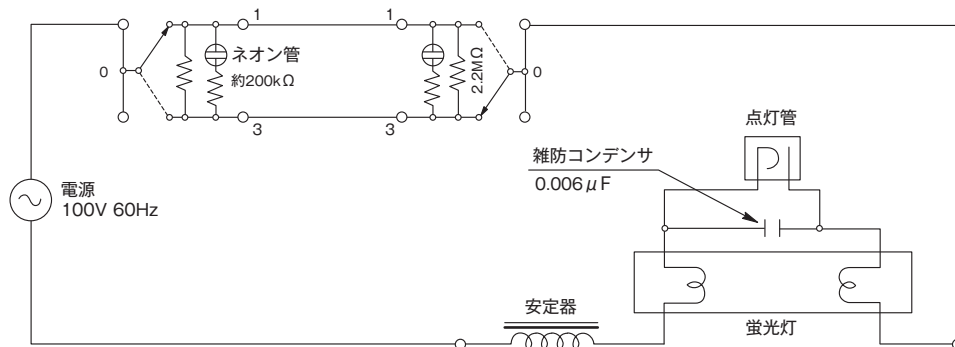 1
1
0
ネオン管
約200kΩ
2.2MΩ
0
3
3
点灯管
雑防コンデンサ
0.006μF
電源
100V 60Hz
安定器
蛍光灯